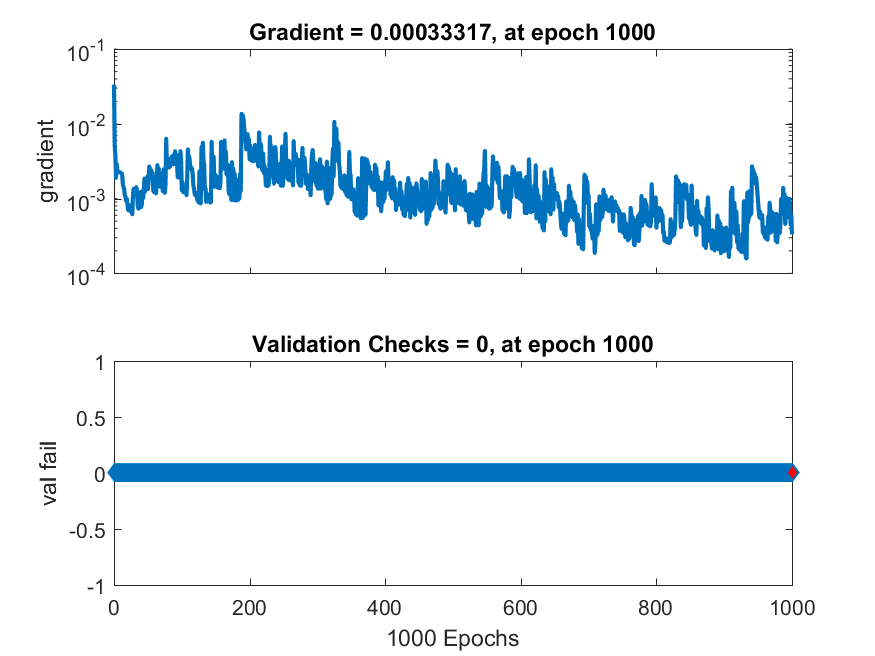 Gradient = 0.00033317, at epoch 1000
10^-1
10^-2
10^-3
10^-4
gradient
Validation Checks = 0, at epoch 1000
1
0.5
0
-0.5
-1
val fail
0 200 400 600 800 1000
1000 Epochs